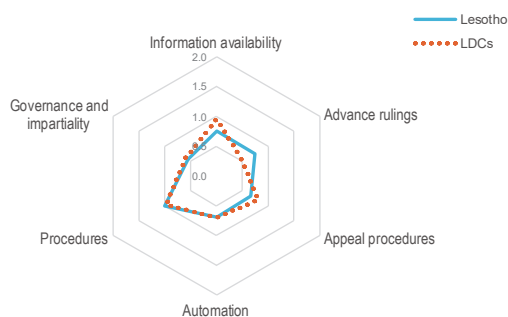 Lesotho
LDCs
Information availability
2.0
1.5
1.0
0.5
0.0
Governance and
impartiality
Advance rulings
Procedures
Appeal procedures
Automation